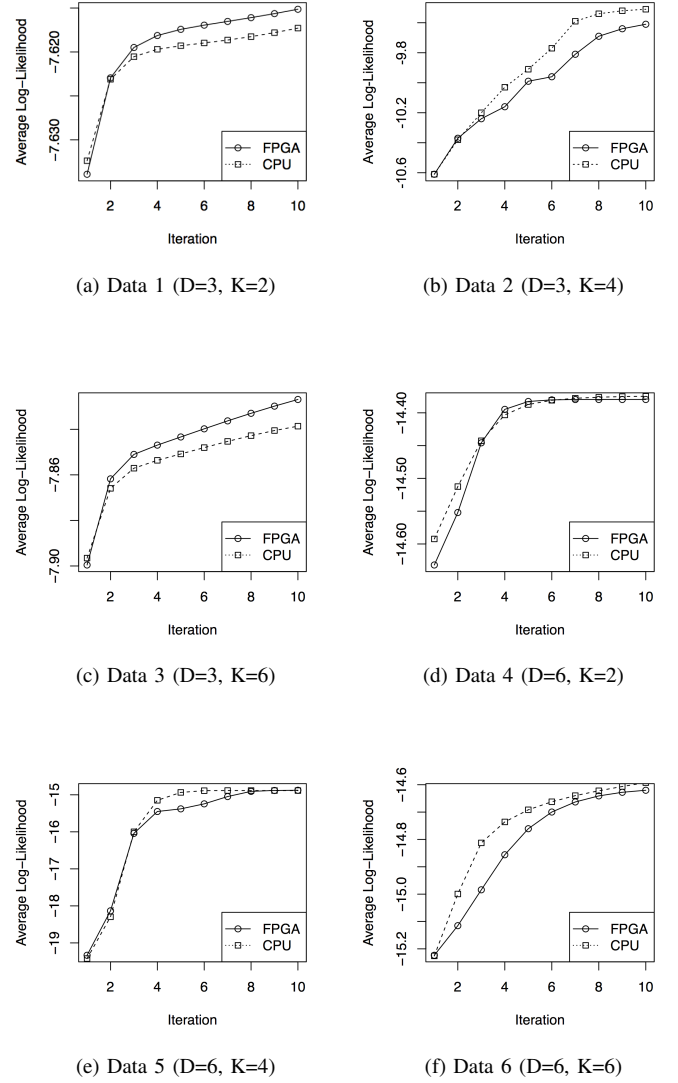 Average Log−Likelihood
−7.620
−7.630
FPGA
CPU
2 4 6 8 10
Iteration
(a) Data 1 (D=3, K=2)
Average Log−Likelihood
−9.8
−10.2
−10.6
FPGA
CPU
2 4 6 8 10
Iteration
(b) Data 2 (D=3, K=4)
Average Log−Likelihood
−7.86
−7.90
FPGA
CPU
2 4 6 8 10
Iteration
(c) Data 3 (D=3, K=6)
Average Log−Likelihood
−14.40
−14.50
−14.60
FPGA
CPU
2 4 6 8 10
Iteration
(d) Data 4 (D=6, K=2)
Average Log−Likelihood
−15
−16
−17
−18
−19
FPGA
CPU
2 4 6 8 10
Iteration
(e) Data 5 (D=6, K=4)
Average Log−Likelihood
−14.6
−14.8
−15.0
−15.2
FPGA
CPU
2 4 6 8 10
Iteration
(f) Data 6 (D=6, K=6)